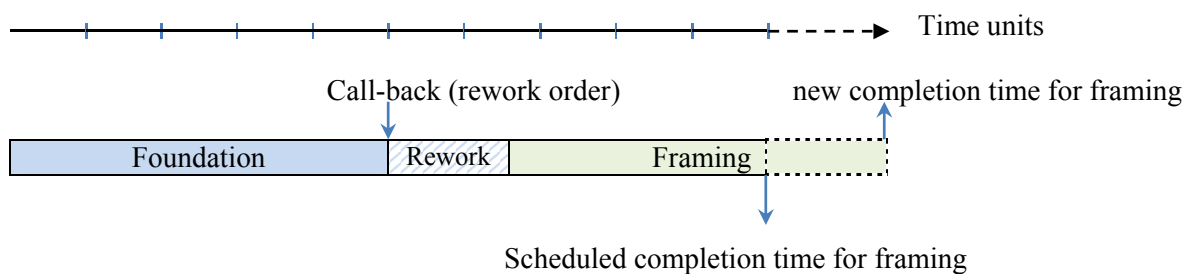 Time units
Call-back (rework order)
new completion time for framing
Foundation
Rework
Framing
Scheduled completion time for framing